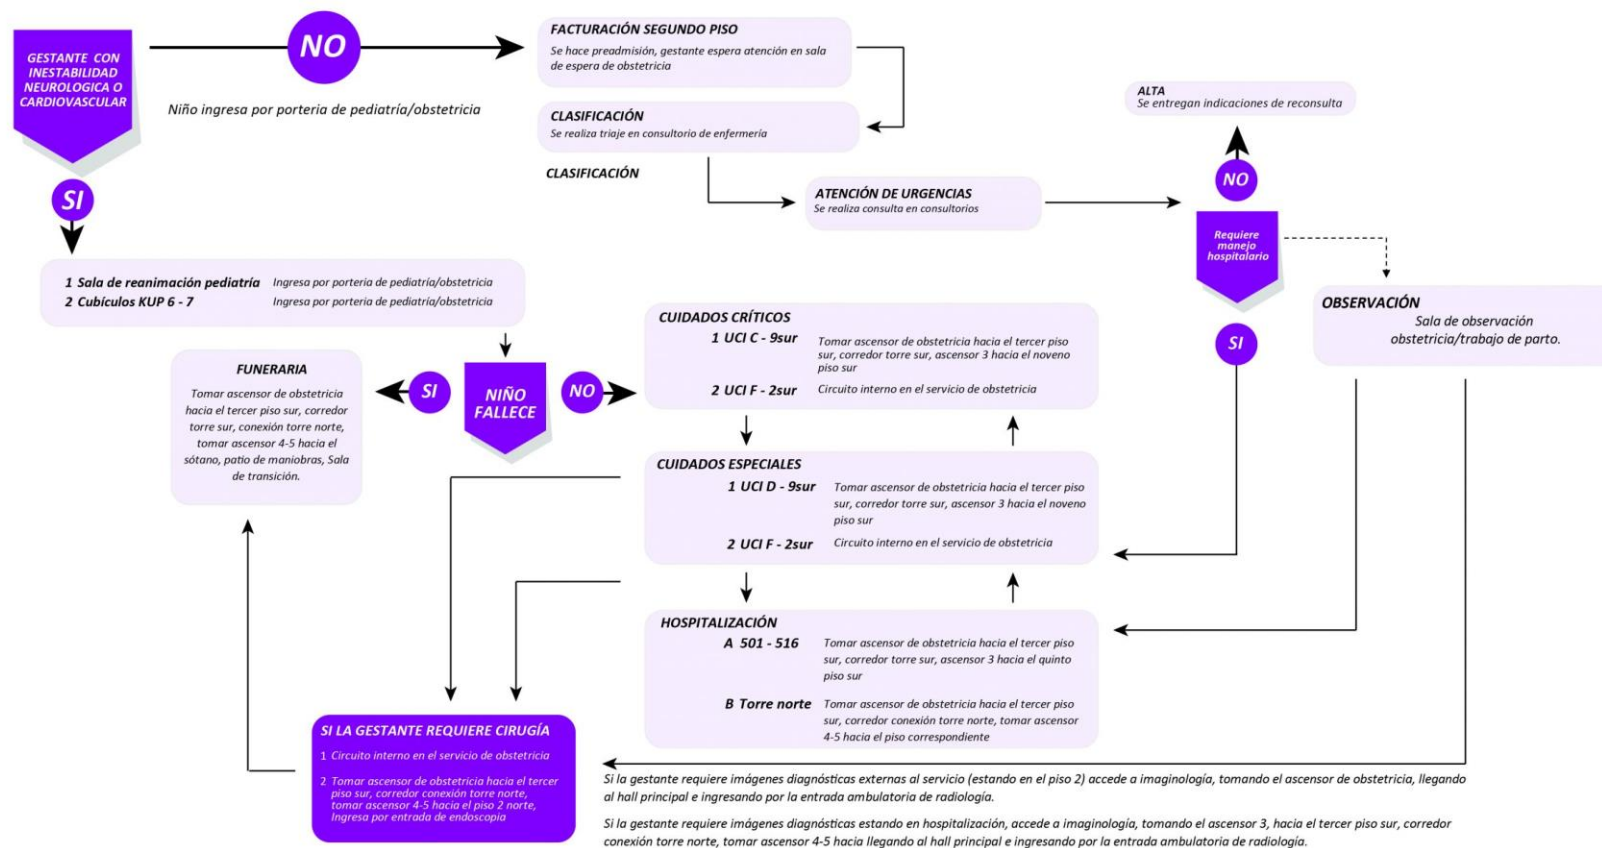 GESTANTE CON
INESTABILIDAD
NEUROLOGICA O
CARDIOVASCULAR
NO
Niño ingresa por porteria de pediatría/obstetricia
FACTURACIÓN SEGUNDO PISO
Se hace preadmisión, gestante espera atención en sala
de espera de obstetricia
CLASIFICACIÓN
Se realiza triaje en consultorio de enfermería
CLASIFICACIÓN
ATENCIÓN DE URGENCIAS
Se realiza consulta en consultorios
ALTA
Se entregan indicaciones de reconsulta
NO
Requiere
manejo
hospitalario
SI
OBSERVACIÓN
Sala de observación
obstetricia/trabajo de parto.
SI
1 Sala de reanimación pediatría Ingresa por porteria de pediatría/obstetricia
2 Cubículos KUP 6 - 7 Ingresa por porteria de pediatría/obstetricia
NIÑO
FALLECE
SI
NO
FUNERARIA
Tomar ascensor de obstetricia
hacia el tercer piso sur, corredor
torre sur, conexión torre norte,
tomar ascensor 4-5 hacia el
sótano, patio de maniobras, Sala
de transición.
CUIDADOS CRÍTICOS
1 UCI C - 9sur Tomar ascensor de obstetricia hacia el tercer piso
sur, corredor torre sur, ascensor 3 hacia el noveno
piso sur
2 UCI F - 2sur Circuito interno en el servicio de obstetricia
CUIDADOS ESPECIALES
1 UCI D - 9sur Tomar ascensor de obstetricia hacia el tercer piso
sur, corredor torre sur, ascensor 3 hacia el noveno
piso sur
2 UCI F - 2sur Circuito interno en el servicio de obstetricia
HOSPITALIZACIÓN
A 501 - 516 Tomar ascensor de obstetricia hacia el tercer piso
sur, corredor torre sur, ascensor 3 hacia el quinto
piso sur
B Torre norte Tomar ascensor de obstetricia hacia el tercer piso
sur, corredor conexión torre norte, tomar ascensor
4-5 hacia el piso correspondiente
SI LA GESTANTE REQUIERE CIRUGÍA
1 Circuito interno en el servicio de obstetricia
2 Tomar ascensor de obstetricia hacia el tercer
piso sur, corredor conexión torre norte,
tomar ascensor 4-5 hacia el piso 2 norte,
Ingresa por entrada de endoscopia
Si la gestante requiere imágenes diagnósticas externas al servicio (estando en el piso 2) accede a imaginología, tomando el ascensor de obstetricia, llegando
al hall principal e ingresando por la entrada ambulatoria de radiología.
Si la gestante requiere imágenes diagnósticas estando en hospitalización, accede a imaginología, tomando el ascensor 3, hacia el tercer piso sur, corredor
conexión torre norte, tomar ascensor 4-5 hacia llegando al hall principal e ingresando por la entrada ambulatoria de radiología.